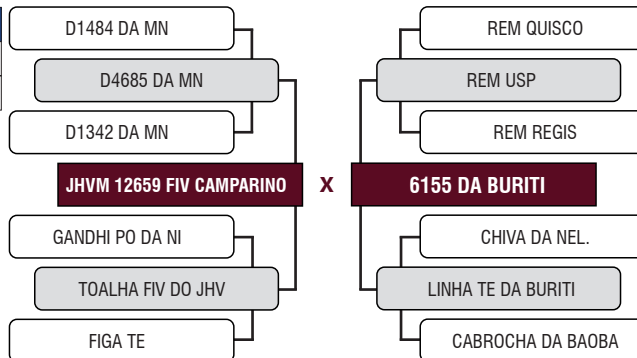 D1484 DA MN
REM QUISCO
D4685 DA MN
REM USP
D1342 DA MN
REM REGIS
JHVM 12659 FIV CAMPARINO
X
6155 DA BURITI
GANDHI PO DA NI
CHIVA DA NEL.
TOALHA FIV DO JHV
LINHA TE DA BURITI
FIGA TE
CABROCHA DA BAOBA